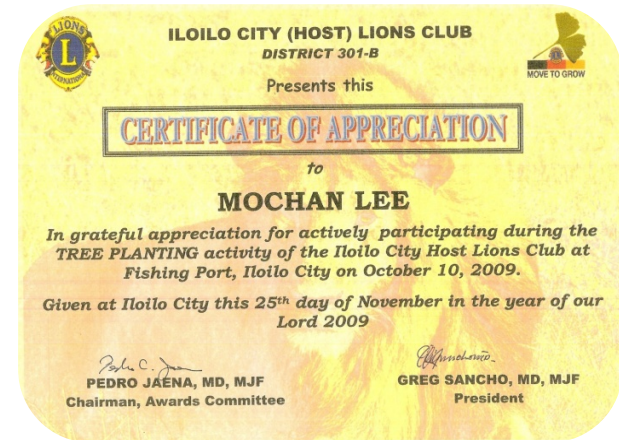 ILOILO CITY (HOST) LIONS CLUB
DISTRICT 301-B
LIONS
L
INTERNATIONAL
MOVE TO GROW
Presents this
CERTIFICATE OF APPRECIATION
to
MOCHAN LEE
In grateful appreciation for actively participating during the
TREE PLANTING activity of the Iloilo City Host Lions Club at
Fishing Port, Iloilo City on October 10, 2009.
Given at Iloilo City this 25th day of November in the year of our
Lord 2009
PEDRO JAENA, MD, MJF
Chairman, Awards Committee
GREG SANCHO, MD, MJF
President